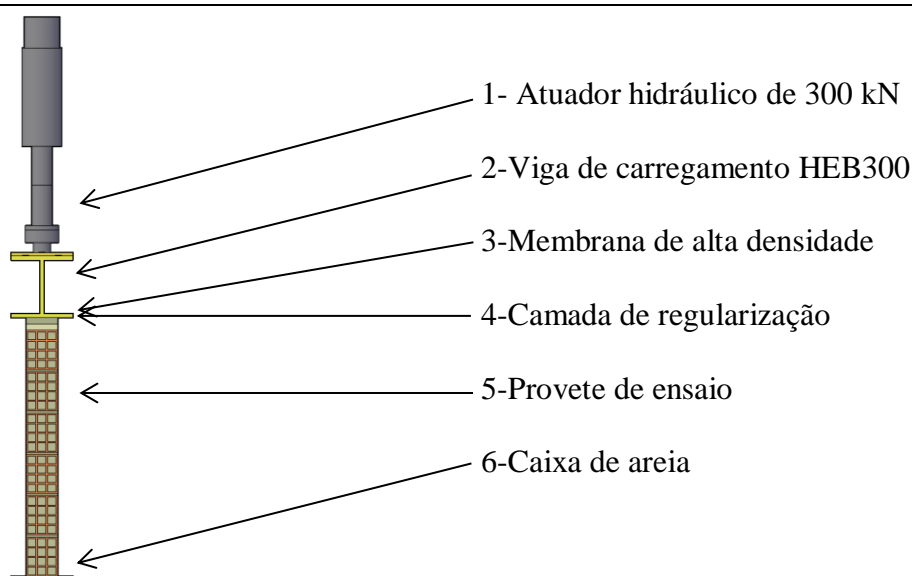 1- Atuador hidráulico de 300 kN
2-Viga de carregamento HEB300
3-Membrana de alta densidade
4-Camada de regularização
5-Provete de ensaio
6-Caixa de areia